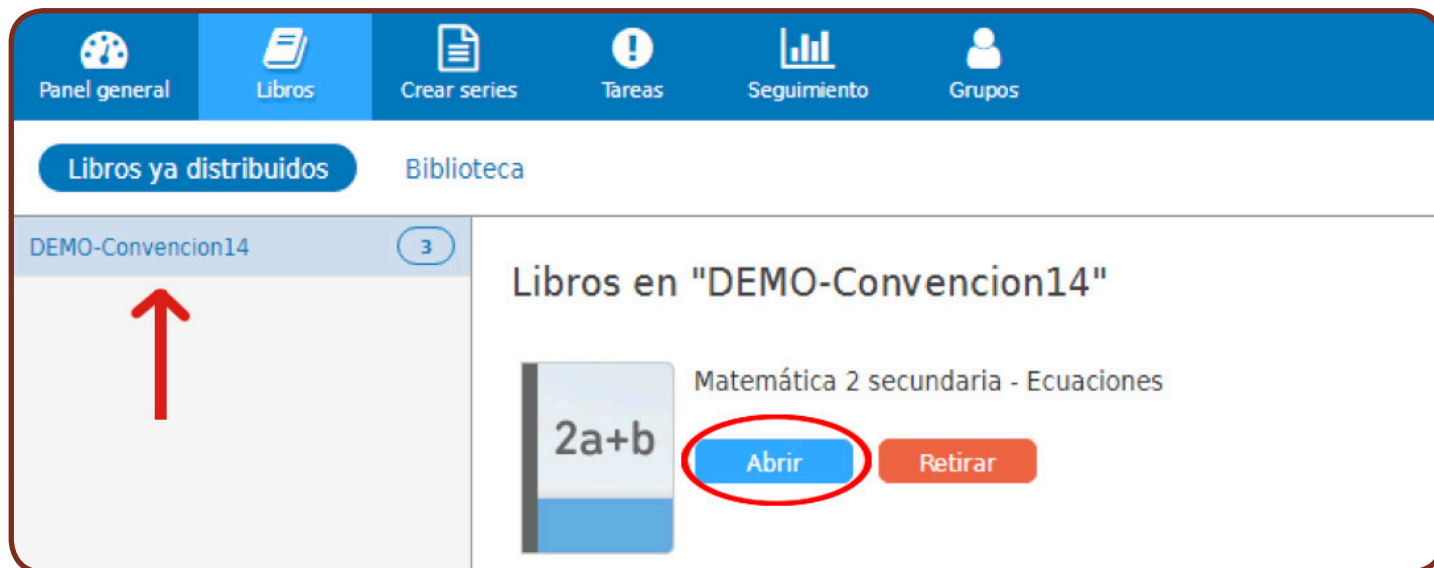 Panel general
Libros
Crear series
Tareas
Seguimiento
Grupos
Libros ya distribuidos
Biblioteca
DEMO-Convencion14
3
Libros en "DEMO-Convencion14"
Matemática 2 secundaria - Ecuaciones
2a+b
Abrir
Retirar